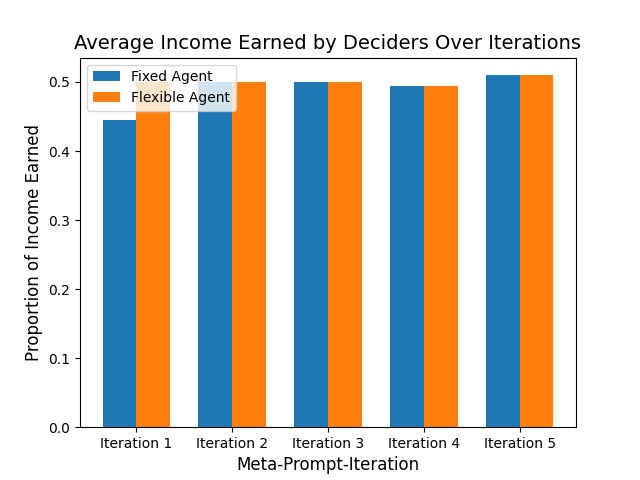 Average Income Earned by Deciders Over Iterations
Fixed Agent
Flexible Agent
Proportion of Income Earned
0.5
0.4
0.3
0.2
0.1
0.0
Iteration 1
Iteration 2
Iteration 3
Iteration 4
Iteration 5
Meta-Prompt-Iteration